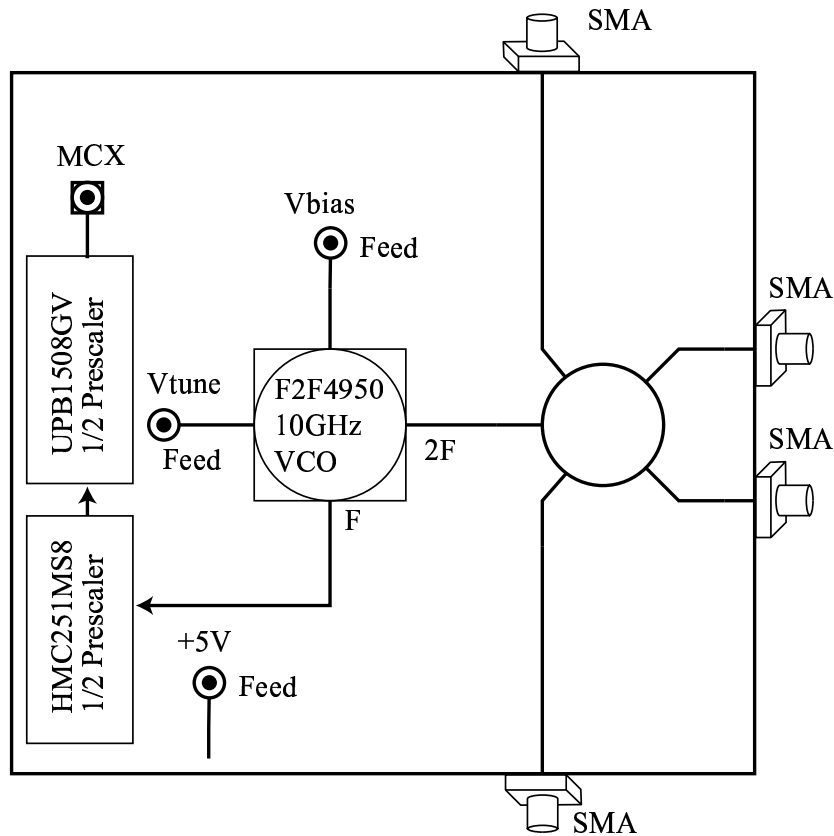 SMA
MCX
Vbias
Feed
UPB1508GV
1/2 Prescaler
SMA
Vtune
Feed
F2F4950
10GHz
VCO
2F
SMA
F
HMC251MS8
1/2 Prescaler
+5V
Feed
SMA